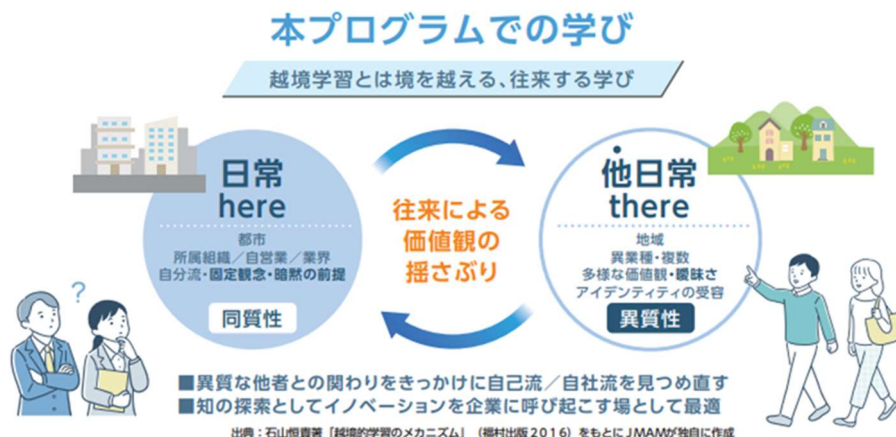 本プログラムでの学び
越境学習とは境を越える、往来する学び
日常
here
都市
所属組織／自営業／業界
自分流・固定観念・暗黙の前提
同質性
往来による
価値観の
揺さぶり
他日常
there
地域
異業種・複数
多様な価値観・曖昧さ
アイデンティティの受容
異質性
?
■異質な他者との関わりをきっかけに自己流／自社流を見つめ直す
■知の探索としてイノベーションを企業に呼び起こす場として最適
出典：石山恒貴著「越境的学習のメカニズム」（福村出版2016）をもとにJMAMが独自に作成